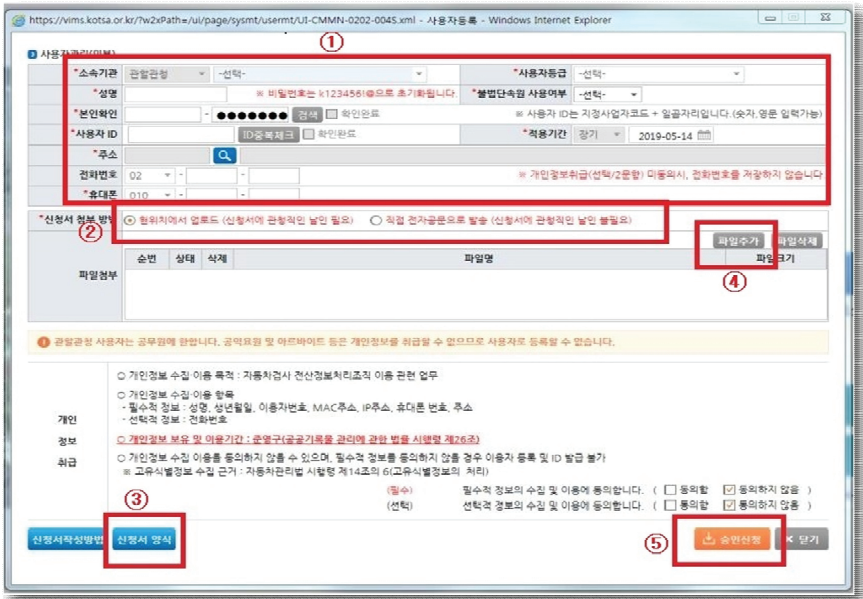 https://vims.kotsa.or.kr/?w2xPath=/ui/page/sysmt/usermt/UI-CMMN-0202-004S.xml - 사용자등록 - Windows Internet Explorer
①
사용자관리(외부)
*소속기관 관할관청 -선택- *사용자등급 -선택-
*성명 ※ 비밀번호는 k123456!@으로 초기화됩니다. *불법단속원 사용여부 -선택-
*본인확인 - ●●●●●●● 검색 확인완료 ※ 사용자 ID는 지정사업자코드 + 일곱자리입니다.(숫자,영문 입력가능)
*사용자 ID ID중복체크 확인완료 *적용기간 장기 2019-05-14
*주소
전화번호 02 - - ※ 개인정보취급(선택/2문항) 미동의시, 전화번호를 저장하지 않습니다
*휴대폰 010 - -
*신청서 첨부 방법 현위치에서 업로드 (신청서에 관청직인 날인 필요) 직접 전자공문으로 발송 (신청서에 관청직인 날인 불필요)
②
파일추가 파일삭제
파일첨부 순번 상태 삭제 파일명 파일크기
④
관할관청 사용자는 공무원에 한합니다. 공익요원 및 아르바이트 등은 개인정보를 취급할 수 없으므로 사용자로 등록할 수 없습니다.
개인
정보
취급
○ 개인정보 수집·이용 목적 : 자동차검사 전산정보처리조직 이용 관련 업무
○ 개인정보 수집·이용 항목
- 필수적 정보 : 성명, 생년월일, 이용자번호, MAC주소, IP주소, 휴대폰 번호, 주소
- 선택적 정보 : 전화번호
○ 개인정보 보유 및 이용기간 : 준영구(공공기록물 관리에 관한 법률 시행령 제26조)
○ 개인정보 수집 이용을 동의하지 않을 수 있으며, 필수적 정보를 동의하지 않을 경우 이용자 등록 및 ID 발급 불가
※ 고유식별정보 수집 근거 : 자동차관리법 시행령 제14조의 6(고유식별정보의 처리)
(필수) 필수적 정보의 수집 및 이용에 동의합니다. ( 동의함 동의하지 않음 )
(선택) 선택적 정보의 수집 및 이용에 동의합니다. ( 동의함 동의하지 않음 )
③
신청서작성방법 신청서 양식 ⑤ 승인신청 닫기